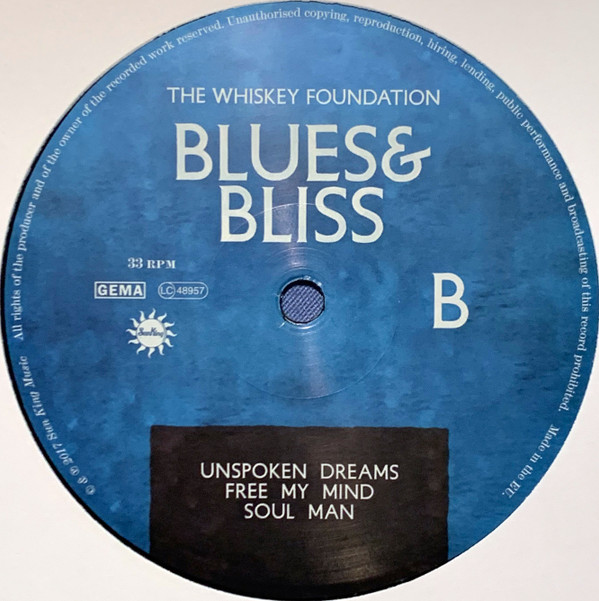 All rights of the producer and of the owner of the recorded work reserved. Unauthorised copying, reproduction, hiring, lending, public performance and broadcasting of this record prohibited. Made in the EU.
THE WHISKEY FOUNDATION
BLUES&
BLISS
33 RPM
GEMA LC 48957
B
Sun King
UNSPOKEN DREAMS
FREE MY MIND
SOUL MAN
© & ℗ 2017 Sun King Music